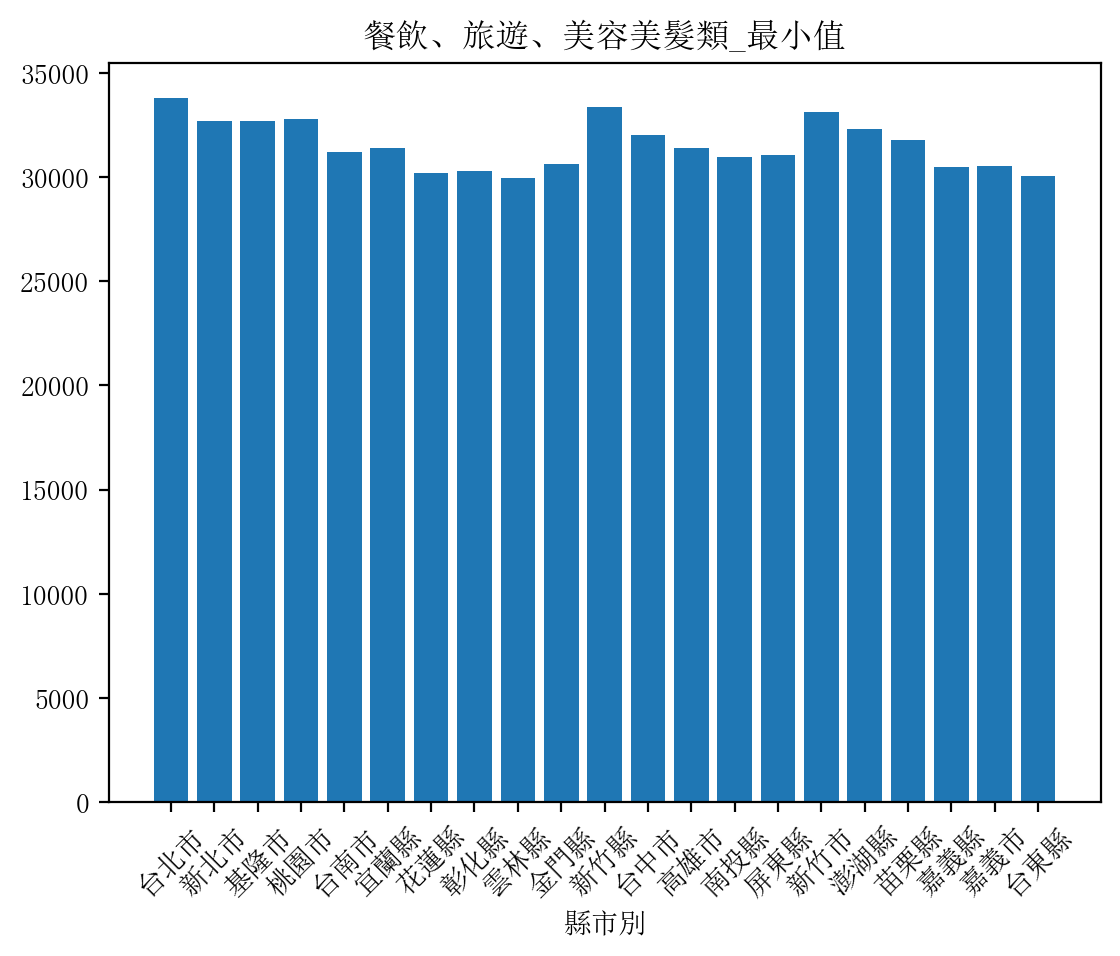 餐飲、旅遊、美容美髮類_最小值
35000
30000
25000
20000
15000
10000
5000
0
台北市
新北市
基隆市
桃園市
台南市
宜蘭縣
花蓮縣
彰化縣
雲林縣
金門縣
新竹縣
台中市
高雄市
南投縣
屏東縣
新竹市
澎湖縣
苗栗縣
嘉義縣
嘉義市
台東縣
縣市別